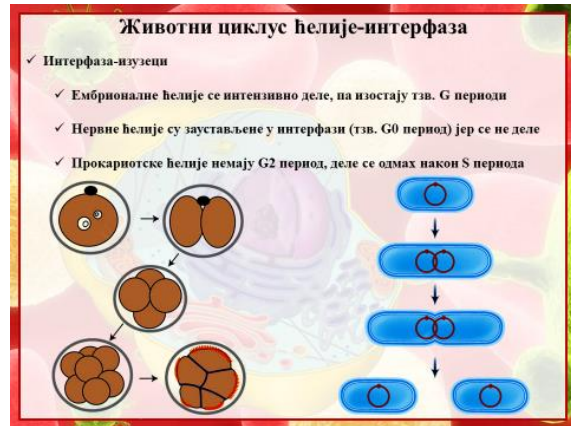 Животни циклус ћелије-интерфаза
✓ Интерфаза-изузеци
✓ Ембрионалне ћелије се интензивно деле, па изостају тзв. G периоди
✓ Нервне ћелије су заустављене у интерфази (тзв. G0 период) јер се не деле
✓ Прокариотске ћелије немају G2 период, деле се одмах након S периода